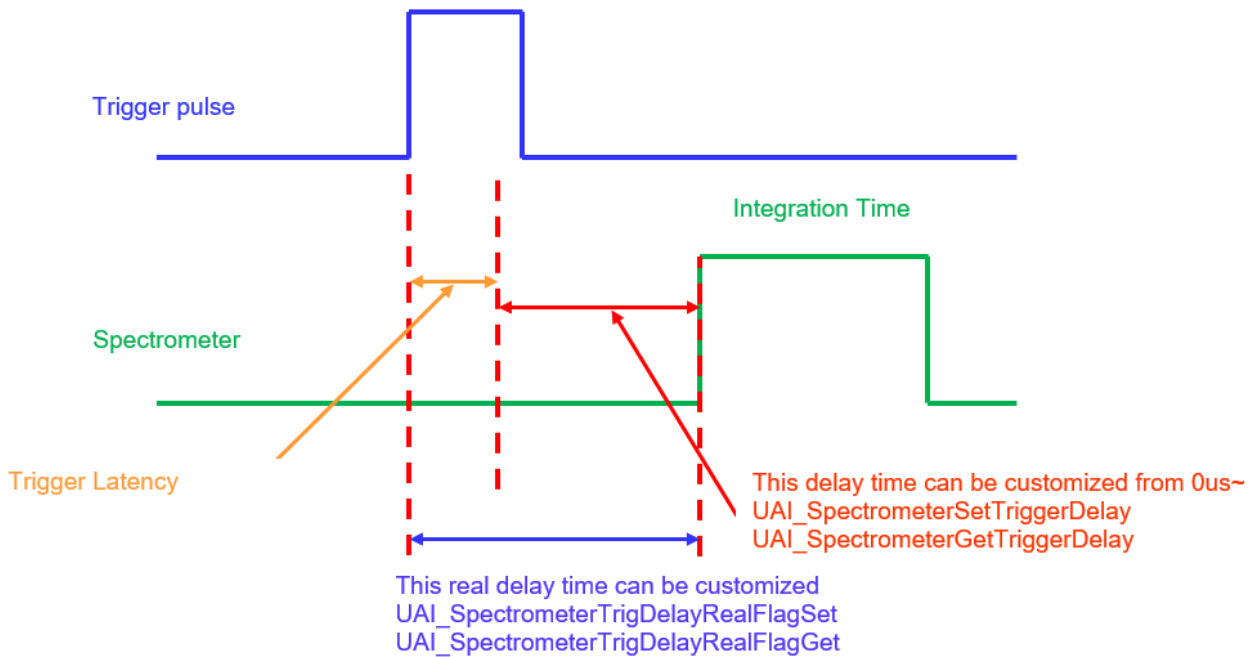 Trigger pulse
Integration Time
Spectrometer
Trigger Latency
This delay time can be customized from 0us~
UAI_SpectrometerSetTriggerDelay
UAI_SpectrometerGetTriggerDelay
This real delay time can be customized
UAI_SpectrometerTrigDelayRealFlagSet
UAI_SpectrometerTrigDelayRealFlagGet